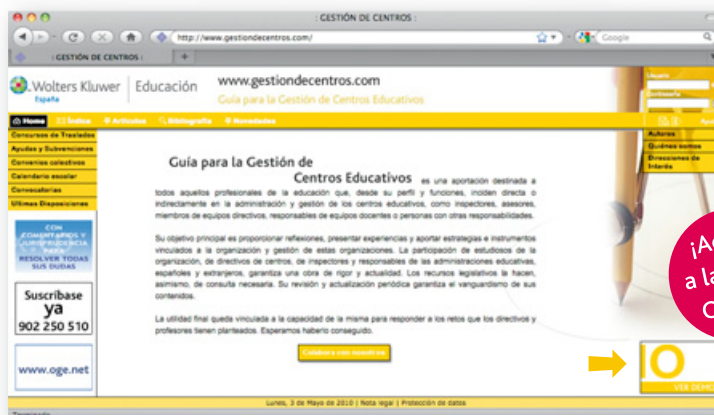 : GESTIÓN DE CENTROS :
http://www.gestiondecentros.com/
Google
: GESTIÓN DE CENTROS :
Wolters Kluwer
España
Educación
www.gestiondecentros.com
Guía para la Gestión de Centros Educativos
Usuario
Contraseña
Home
Índice
Artículos
Bibliografía
Novedades
Concursos de Traslados
Ayudas y Subvenciones
Convenios colectivos
Calendario escolar
Convocatorias
Últimas Disposiciones
Autores
Quiénes somos
Direcciones de
Interés
CON
COMENTARIOS Y
JURISPRUDENCIA
PARA
RESOLVER TODAS
SUS DUDAS
Suscríbase
ya
902 250 510
www.oge.net
Guía para la Gestión de
Centros Educativos es una aportación destinada a
todos aquellos profesionales de la educación que, desde su perfil y funciones, inciden directa o
indirectamente en la administración y gestión de los centros educativos, como inspectores, asesores,
miembros de equipos directivos, responsables de equipos docentes o personas con otras responsabilidades.
Su objetivo principal es proporcionar reflexiones, presentar experiencias y aportar estrategias e instrumentos
vinculados a la organización y gestión de estas organizaciones. La participación de estudiosos de la
organización, de directivos de centros, de inspectores y responsables de las administraciones educativas,
españoles y extranjeros, garantiza una obra de rigor y actualidad. Los recursos legislativos la hacen,
asimismo, de consulta necesaria. Su revisión y actualización periódica garantiza el vanguardismo de sus
contenidos.
La utilidad final queda vinculada a la capacidad de la misma para responder a los retos que los directivos y
profesores tienen planteados. Esperamos haberlo conseguido.
Colabora con nosotros
a la
IO
VER DEMO
Lunes, 3 de Mayo de 2010 | Nota legal | Protección de datos
Terminado